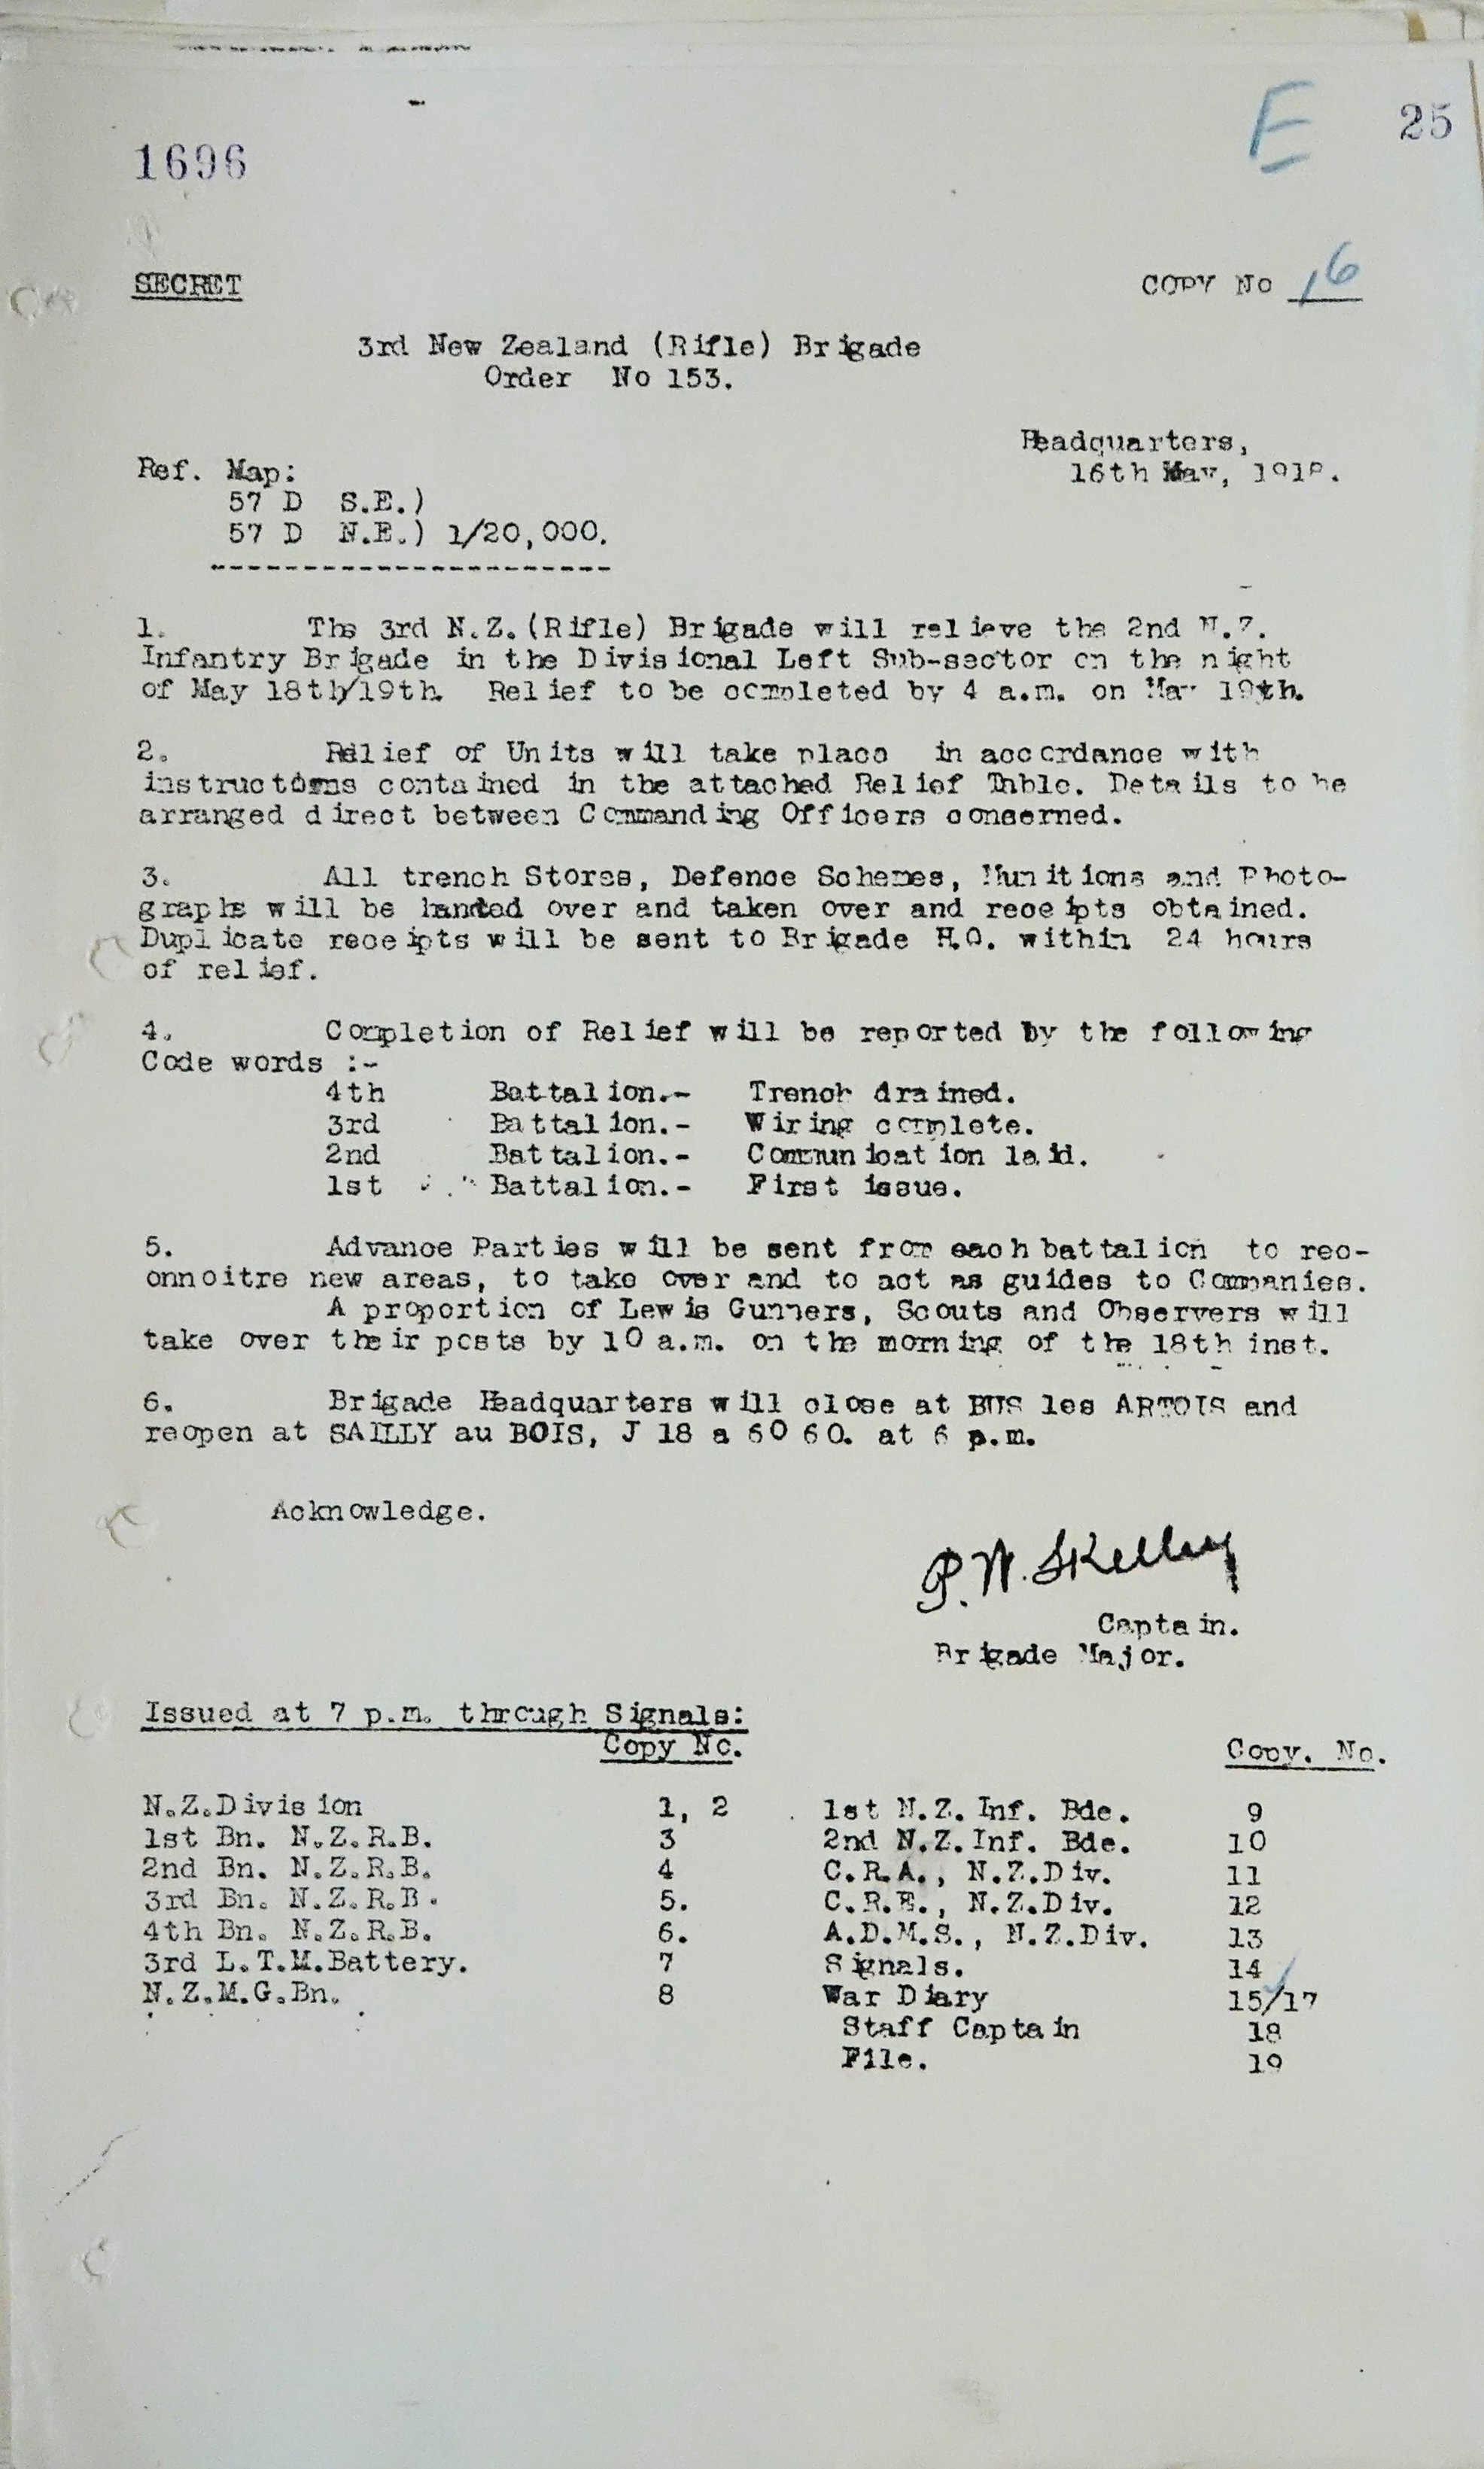 E 25
1696
SECRET
COPY No 16
3rd New Zealand (Rifle) Brigade
Order No 153.
Headquarters,
16th May, 1918.
Ref. Map:
57 D S.E.)
57 D N.E.) 1/20,000.
1. The 3rd N.Z.(Rifle) Brigade will relieve the 2nd N.Z.
Infantry Brigade in the Divisional Left Sub-sector on the night
of May 18th/19th. Relief to be completed by 4 a.m. on May 19th.
2. Relief of Units will take place in accordance with
instructions contained in the attached Relief Table. Details to be
arranged direct between Commanding Officers concerned.
3. All trench Stores, Defence Schemes, Munitions and Photo-
graphs will be handed over and taken over and receipts obtained.
Duplicate receipts will be sent to Brigade H.Q. within 24 hours
of relief.
4. Completion of Relief will be reported by the following
Code words :-
4th Battalion.- Trench drained.
3rd Battalion.- Wiring complete.
2nd Battalion.- Communication laid.
1st Battalion.- First issue.
5. Advance Parties will be sent from each battalion to rec-
onnoitre new areas, to take over and to act as guides to Companies.
A proportion of Lewis Gunners, Scouts and Observers will
take over their posts by 10 a.m. on the morning of the 18th inst.
6. Brigade Headquarters will close at BUS les ARTOIS and
reopen at SAILLY au BOIS, J 18 a 60 60. at 6 p.m.
Acknowledge.
P.W. Skelley
Captain.
Brigade Major.
Issued at 7 p.m. through Signals:
Copy No. Copy. No.
N.Z.Division 1, 2 1st N.Z. Inf. Bde. 9
1st Bn. N.Z.R.B. 3 2nd N.Z.Inf. Bde. 10
2nd Bn. N.Z.R.B. 4 C.R.A., N.Z.Div. 11
3rd Bn. N.Z.R.B. 5. C.R.E., N.Z.Div. 12
4th Bn. N.Z.R.B. 6. A.D.M.S., N.Z.Div. 13
3rd L.T.M.Battery. 7 Signals. 14
N.Z.M.G.Bn. 8 War Diary 15/17
Staff Captain 18
File. 19